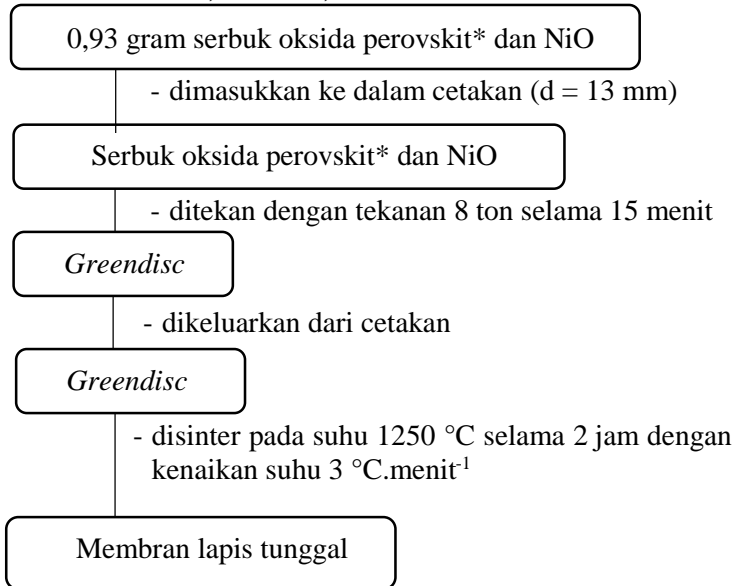 0,93 gram serbuk oksida perovskit* dan NiO
- dimasukkan ke dalam cetakan (d = 13 mm)
Serbuk oksida perovskit* dan NiO
- ditekan dengan tekanan 8 ton selama 15 menit
Greendisc
- dikeluarkan dari cetakan
Greendisc
- disinter pada suhu 1250 °C selama 2 jam dengan
kenaikan suhu 3 °C.menit⁻¹
Membran lapis tunggal